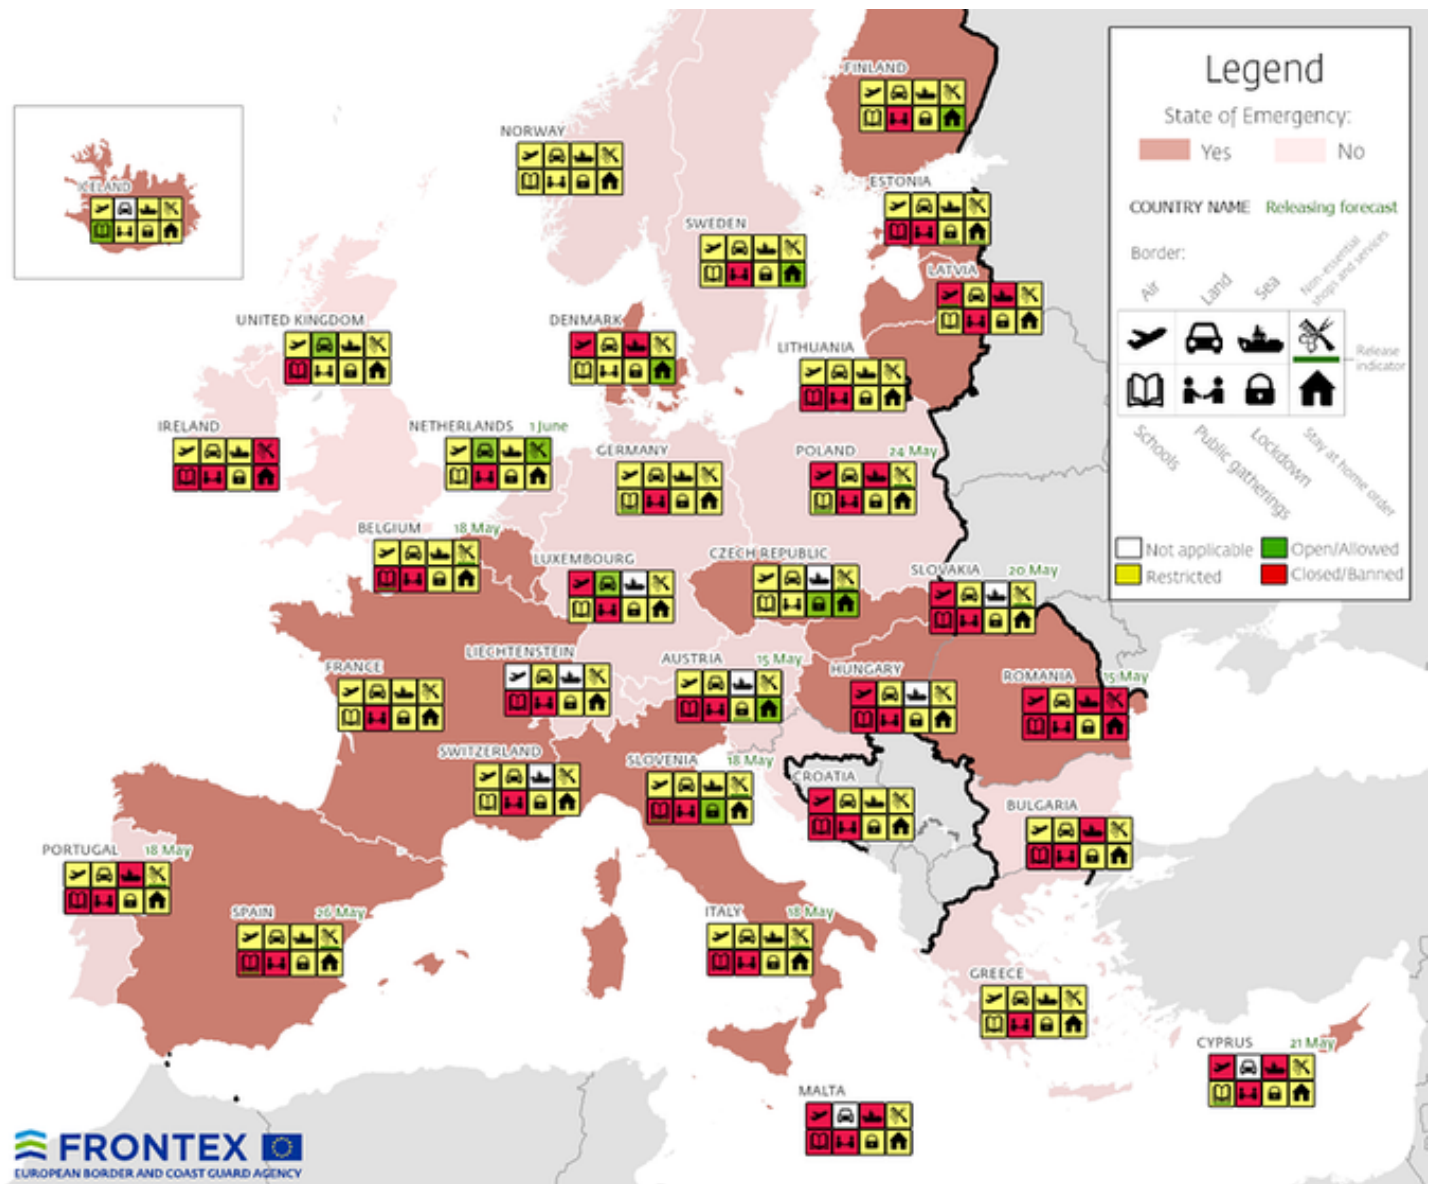 Legend
State of Emergency:
Yes
No
COUNTRY NAME
Releasing forecast
Border:
Air
Land
Sea
Non-essential
shops and services
Release
indicator
Schools
Public gatherings
Lockdown
Stay at home order
Not applicable
Open/Allowed
Restricted
Closed/Banned
FINLAND
NORWAY
ICELAND
ESTONIA
SWEDEN
LATVIA
UNITED KINGDOM
DENMARK
LITHUANIA
IRELAND
NETHERLANDS 1 June
GERMANY
POLAND 24 May
BELGIUM 18 May
LUXEMBOURG
CZECH REPUBLIC
SLOVAKIA 20 May
FRANCE
LIECHTENSTEIN
AUSTRIA 15 May
HUNGARY
ROMANIA 15 May
SWITZERLAND
SLOVENIA 18 May
CROATIA
BULGARIA
PORTUGAL 18 May
SPAIN 26 May
ITALY 18 May
GREECE
CYPRUS 21 May
MALTA
FRONTEX
EUROPEAN BORDER AND COAST GUARD AGENCY